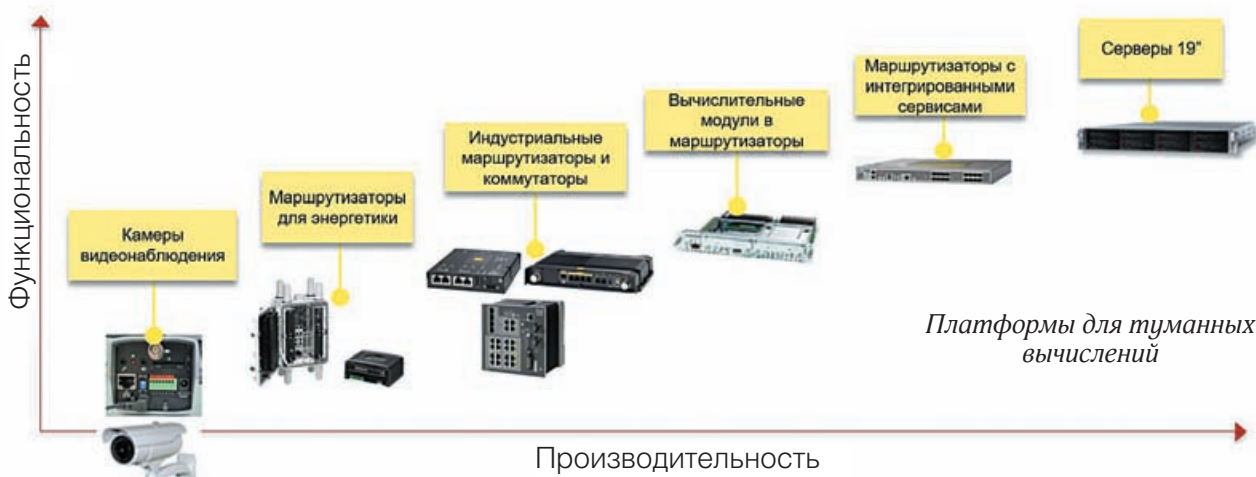 Функциональность
Камеры
видеонаблюдения
Маршрутизаторы
для энергетики
Индустриальные
маршрутизаторы и
коммутаторы
Вычислительные
модули в
маршрутизаторы
Маршрутизаторы с
интегрированными
сервисами
Серверы 19"
Платформы для туманных
вычислений
Производительность